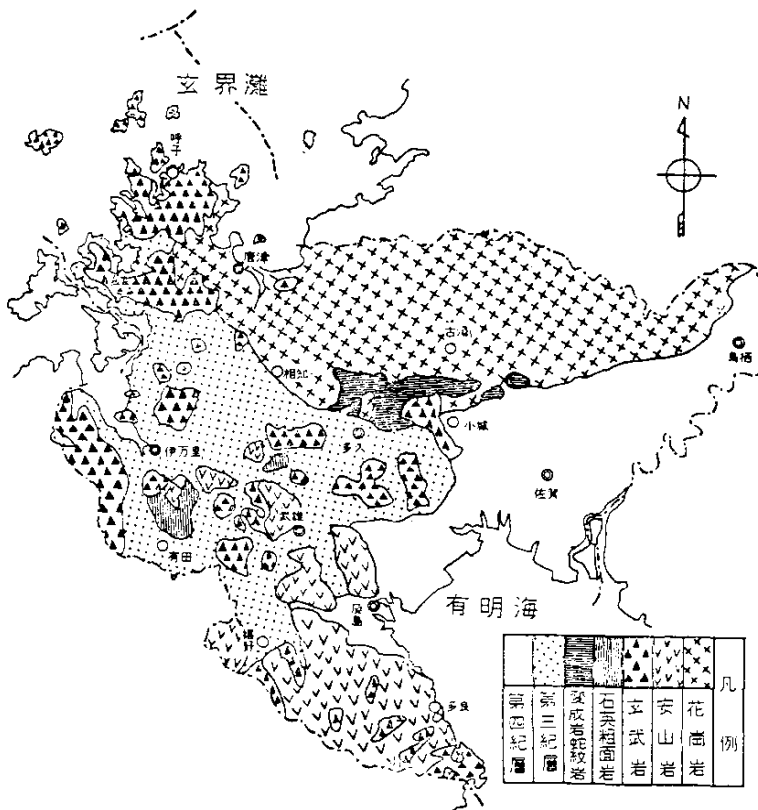 玄界灘
N
呼子
唐津
古湯
鳥栖
相知
小城
多久
伊万里
佐賀
武雄
有田
鹿島
有明海
嬉野
多良
凡例
花崗岩
安山岩
玄武岩
石英粗面岩
変成岩蛇紋岩
第三紀層
第四紀層